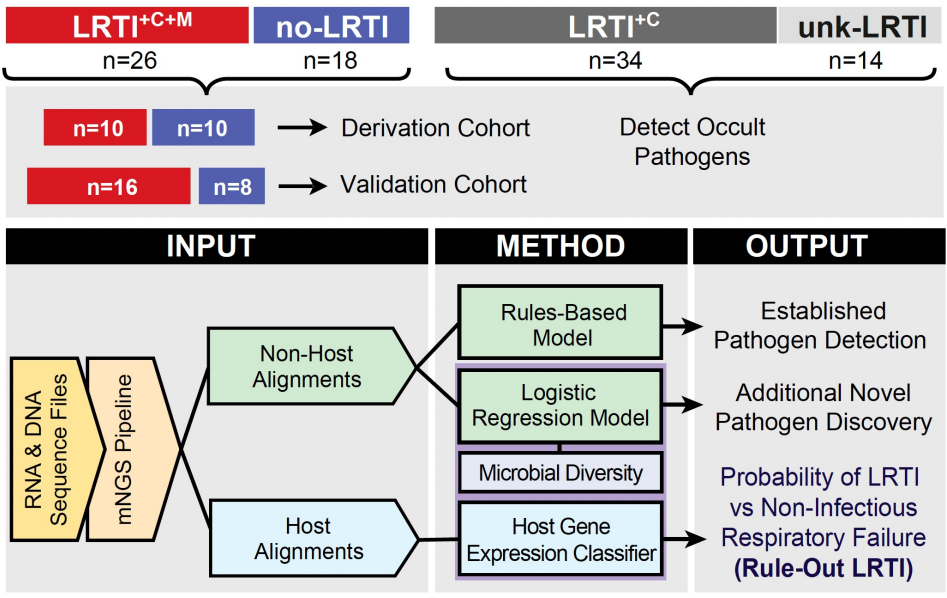 LRTI+C+M no-LRTI LRTI+C unk-LRTI
n=26 n=18 n=34 n=14
n=10 n=10 Derivation Cohort
n=16 n=8 Validation Cohort
Detect Occult
Pathogens
INPUT METHOD OUTPUT
RNA & DNA
Sequence Files
mNGS Pipeline
Non-Host
Alignments
Host
Alignments
Rules-Based
Model
Logistic
Regression Model
Microbial Diversity
Host Gene
Expression Classifier
Established
Pathogen Detection
Additional Novel
Pathogen Discovery
Probability of LRTI
vs Non-Infectious
Respiratory Failure
(Rule-Out LRTI)